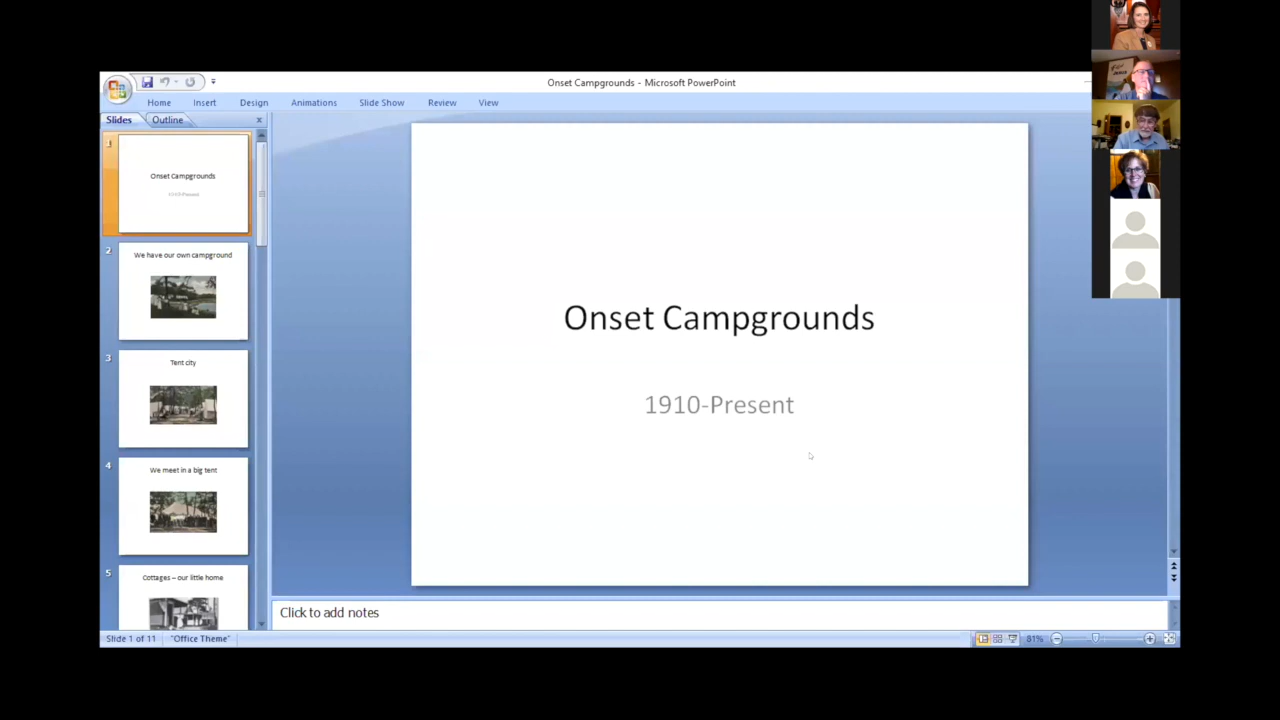 Onset Campgrounds - Microsoft PowerPoint
Home Insert Design Animations Slide Show Review View
Slides Outline
1
Onset Campgrounds
1910-Present
2
We have our own campground
3
Tent city
4
We meet in a big tent
5
Cottages – our little home
Onset Campgrounds
1910-Present
Click to add notes
Slide 1 of 11 "Office Theme" 81%